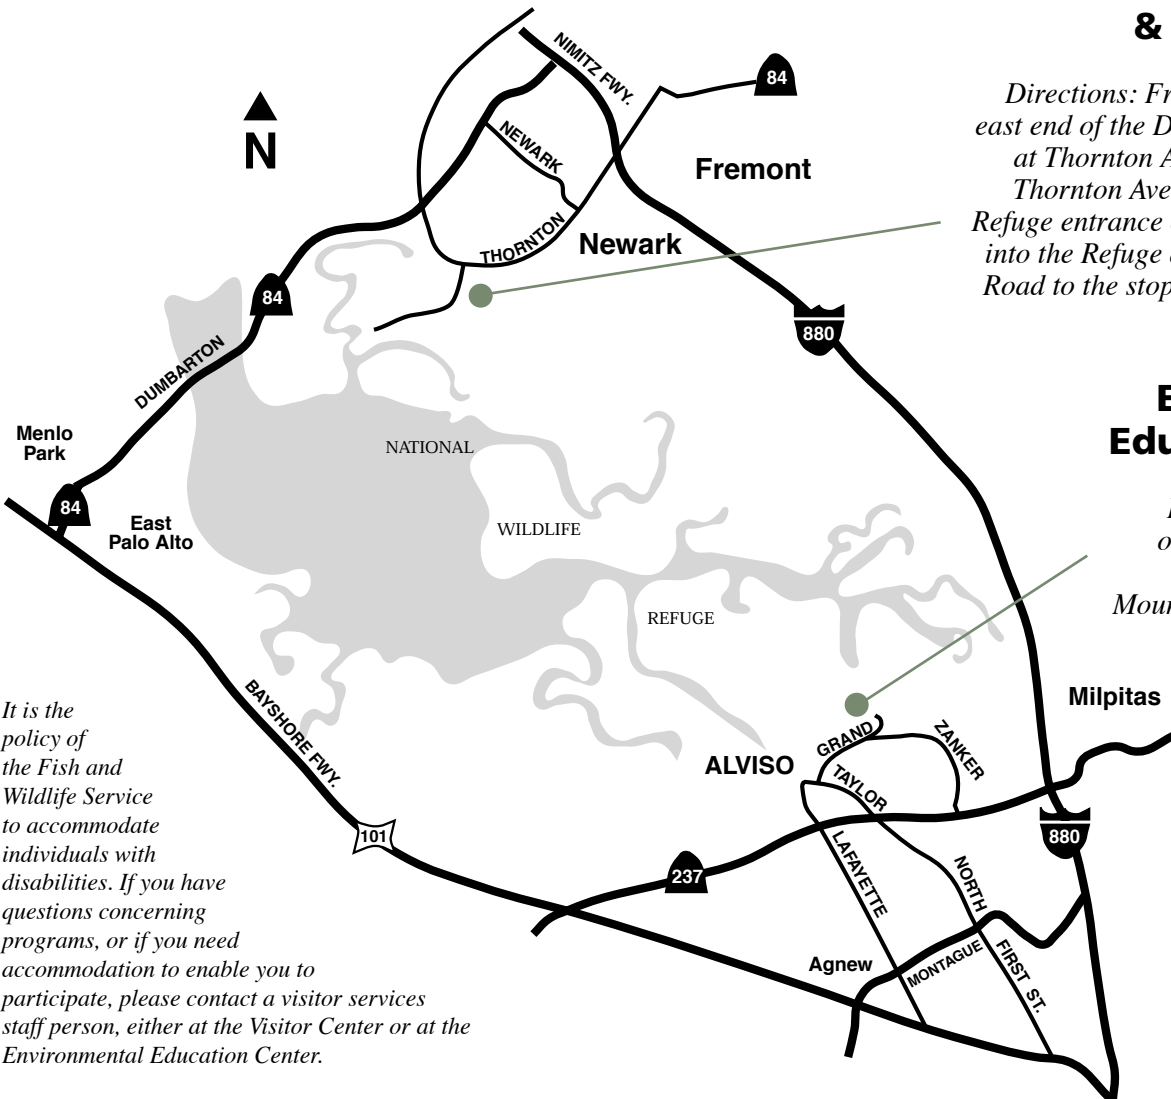 &
NIMITZ FWY.
84
N
NEWARK
Fremont
THORNTON
Newark
Directions:
east end of the
at Thornton
Thornton
Refuge entrance
into the Refuge
Road to the
84
880
DUMBARTON
Menlo
Park
NATIONAL
84
East
Palo Alto
WILDLIFE
REFUGE
BAYSHORE FWY.
Milpitas
GRAND
ZANKER
ALVISO
TAYLOR
101
880
LAFAYETTE
237
NORTH
FIRST ST.
MONTAGUE
Agnew
It is the
policy of
the Fish and
Wildlife Service
to accommodate
individuals with
disabilities. If you have
questions concerning
programs, or if you need
accommodation to enable you to
participate, please contact a visitor services
staff person, either at the Visitor Center or at the
Environmental Education Center.